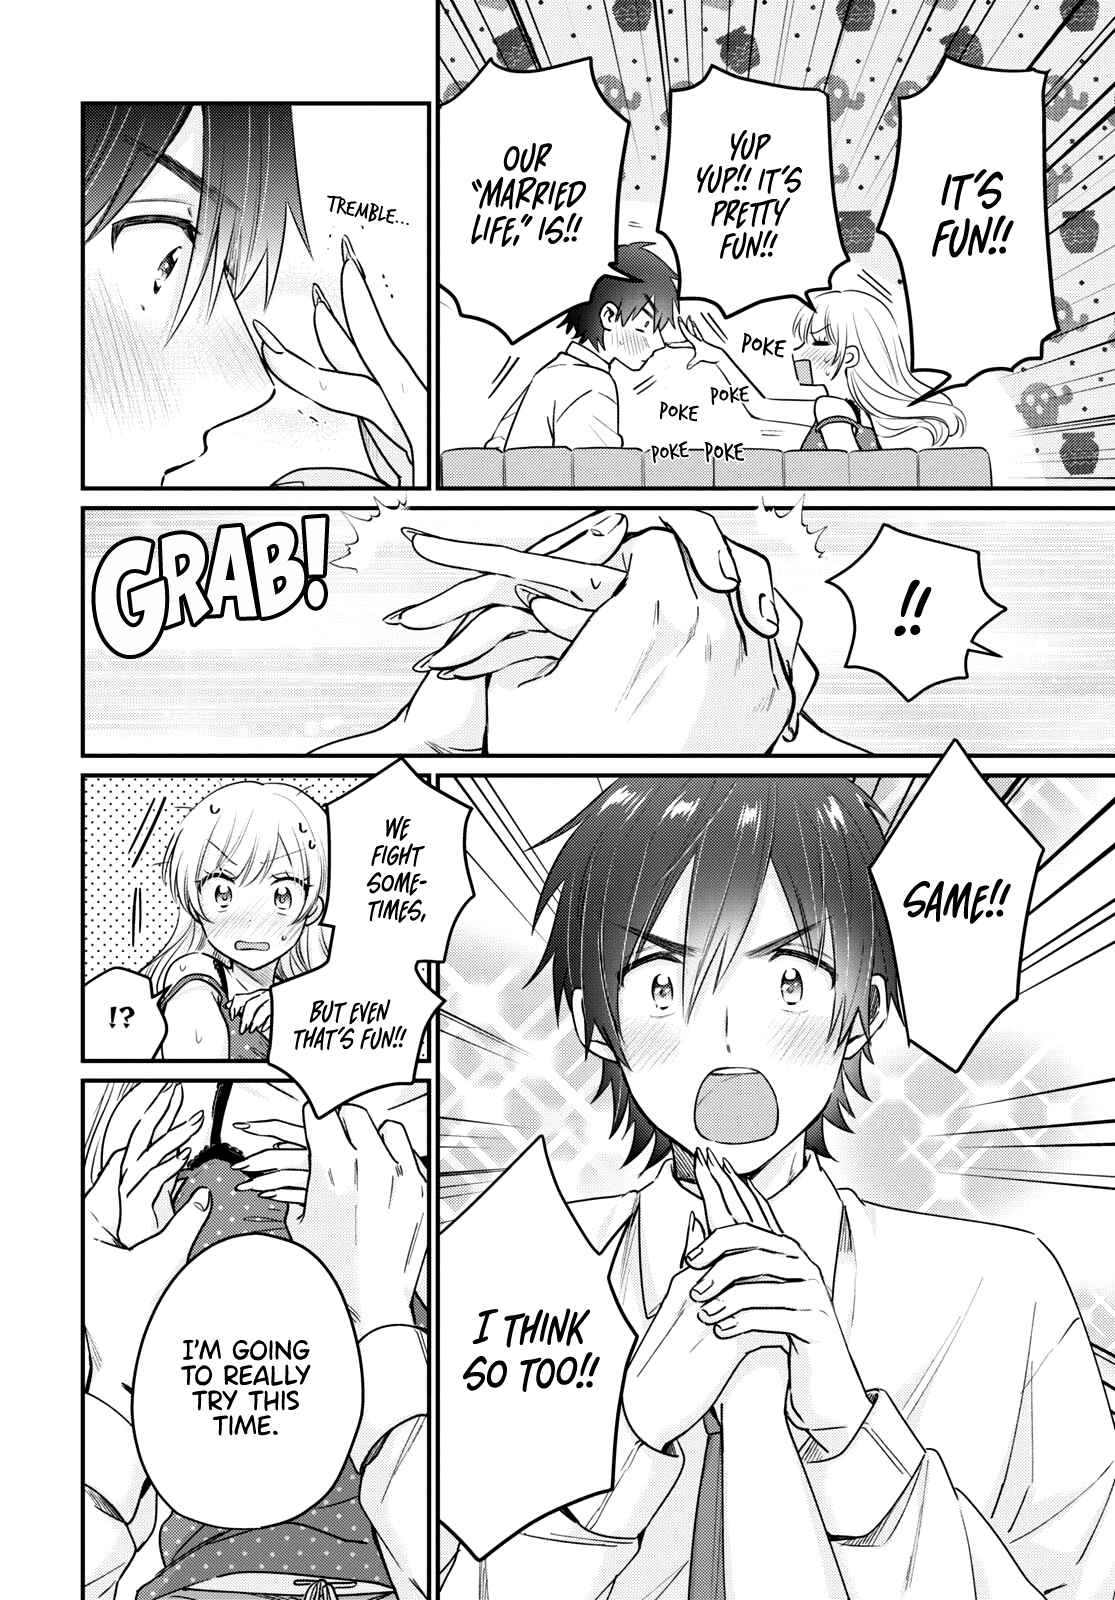 IT'S
FUN!!
YUP
YUP!! IT'S
PRETTY
FUN!!
OUR
"MARRIED
LIFE," IS!!
POKE
POKE
POKE
POKE
POKE
TREMBLE...
GRAB!
!!
SAME!!
I THINK
SO TOO!!
WE
FIGHT
SOME-
TIMES,
BUT EVEN
THAT'S FUN!!
!?
I'M GOING
TO REALLY
TRY THIS
TIME.